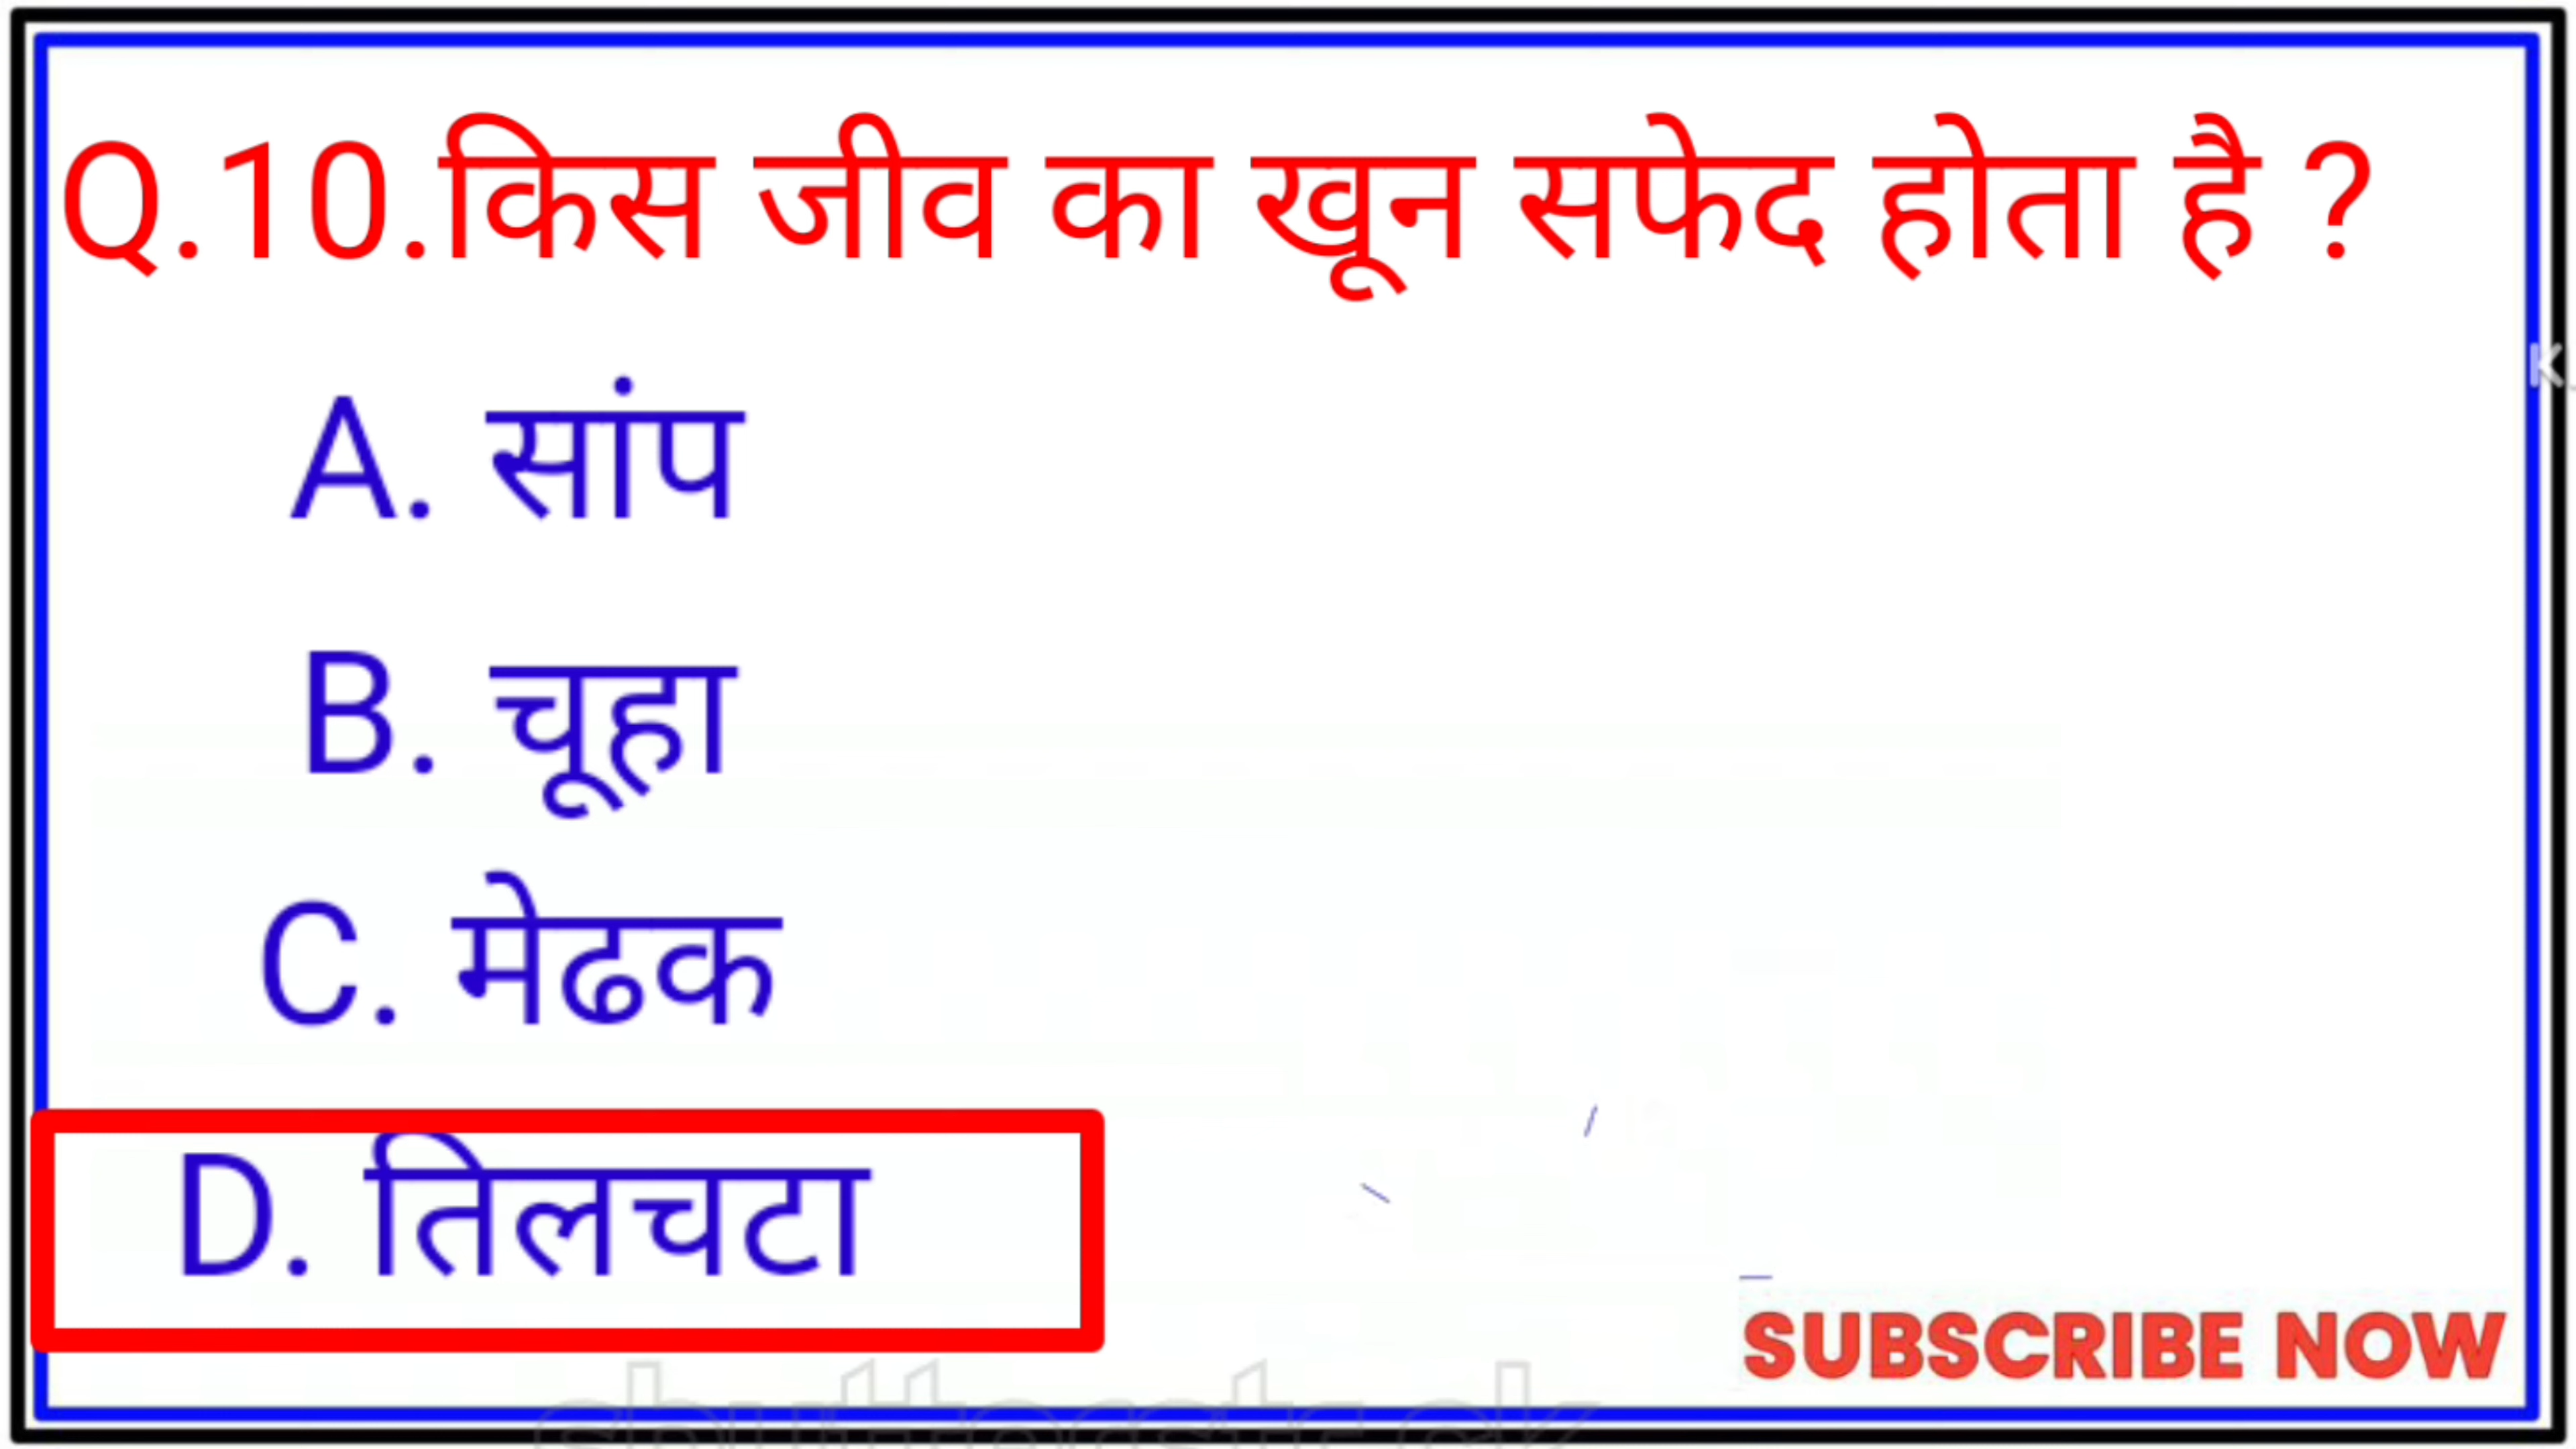 Q.10.किस जीव का खून सफेद होता है ?
A. सांप
B. चूहा
C. मेढक
D. तिलचटा
SUBSCRIBE NOW